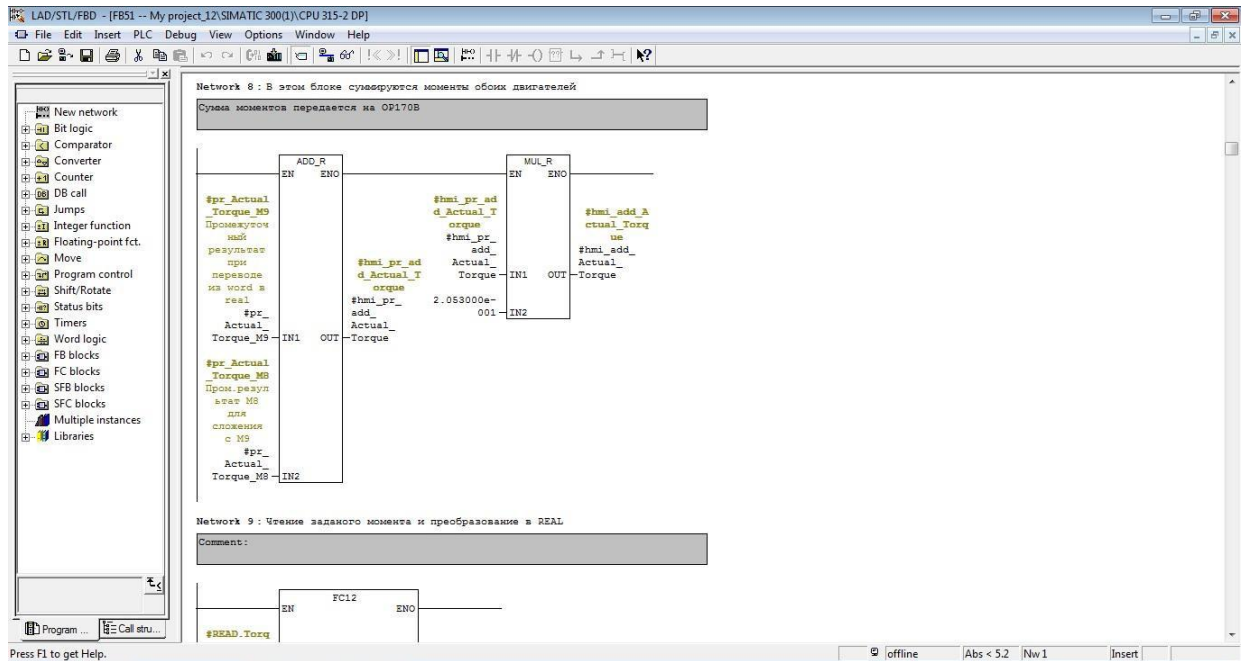 LAD/STL/FBD - [FB51 -- My project_12\SIMATIC 300(1)\CPU 315-2 DP]
File Edit Insert PLC Debug View Options Window Help
New network
Bit logic
Comparator
Converter
Counter
DB call
Jumps
Integer function
Floating-point fct.
Move
Program control
Shift/Rotate
Status bits
Timers
Word logic
FB blocks
FC blocks
SFB blocks
SFC blocks
Multiple instances
Libraries
Program ... Call stru...
Network 8 : В этом блоке суммируются моменты обоих двигателей
Сумма моментов передается на OP170B
ADD_R
EN ENO
#pr_Actual
_Torque_M9
Промежуточ
ный
результат
при
переводе
из word в
real
#pr_
Actual_
Torque_M9 IN1
#pr_Actual
_Torque_M8
Пром.резул
ьтат M8
для
сложения
с M9
#pr_
Actual_
Torque_M8 IN2
#hmi_pr_ad
d_Actual_T
orque
#hmi_pr_
add_
Actual_
OUT Torque
MUL_R
EN ENO
#hmi_pr_ad
d_Actual_T
orque
#hmi_pr_
add_
Actual_
Torque IN1
2.053000e-
001 IN2
#hmi_add_A
ctual_Torq
ue
#hmi_add_
Actual_
OUT Torque
Network 9 : Чтение заданого момента и преобразование в REAL
Comment:
FC12
EN ENO
#READ.Torq
Press F1 to get Help.
offline Abs < 5.2 Nw 1 Insert